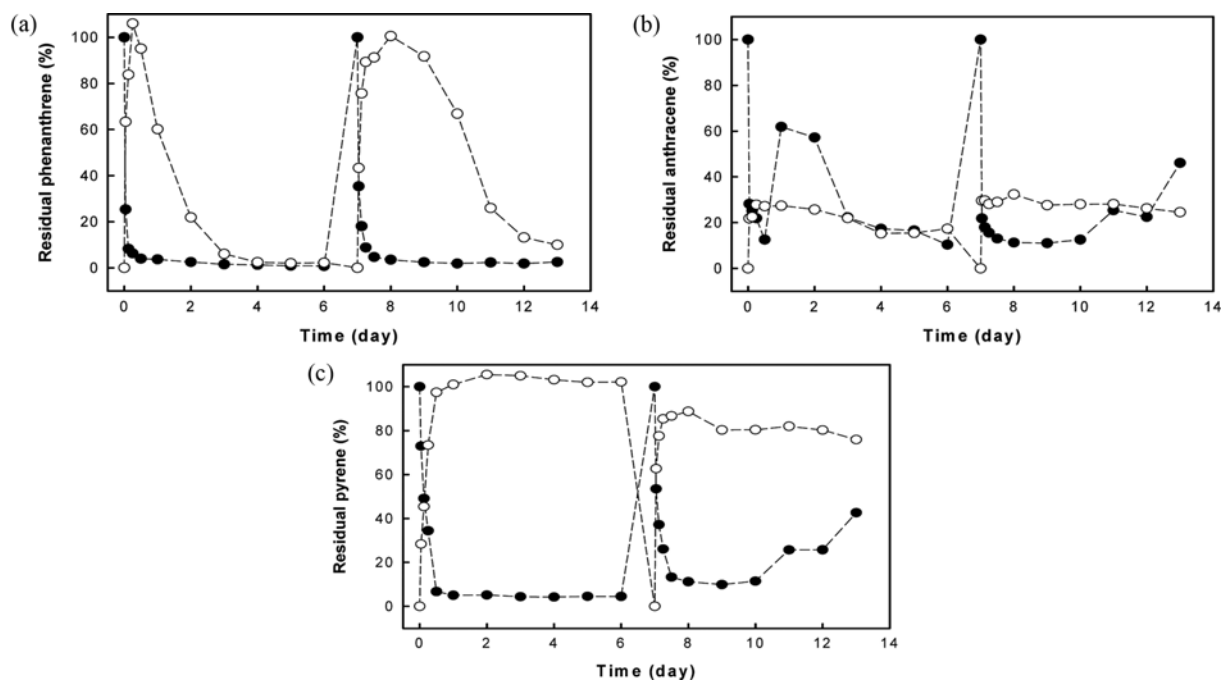 (a)
Residual phenanthrene (%)
100
80
60
40
20
0
0 2 4 6 8 10 12 14
Time (day)
(b)
Residual anthracene (%)
100
80
60
40
20
0
0 2 4 6 8 10 12 14
Time (day)
(c)
Residual pyrene (%)
100
80
60
40
20
0
0 2 4 6 8 10 12 14
Time (day)